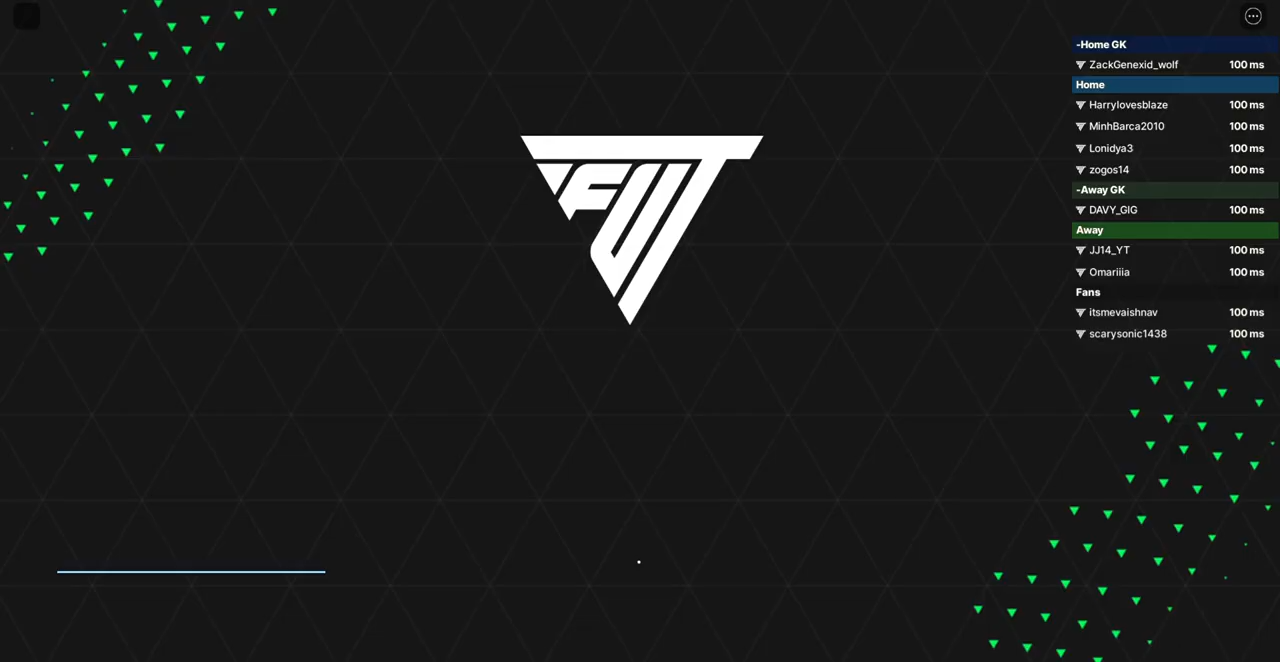 FUT
-Home GK
ZackGenexid_wolf 100 ms
Home
Harrylovesblaze 100 ms
MinhBarca2010 100 ms
Lonidya3 100 ms
zogos14 100 ms
-Away GK
DAVY_GIG 100 ms
Away
JJ14_YT 100 ms
Omariiia 100 ms
Fans
itsmevaishnav 100 ms
scarysonic1438 100 ms